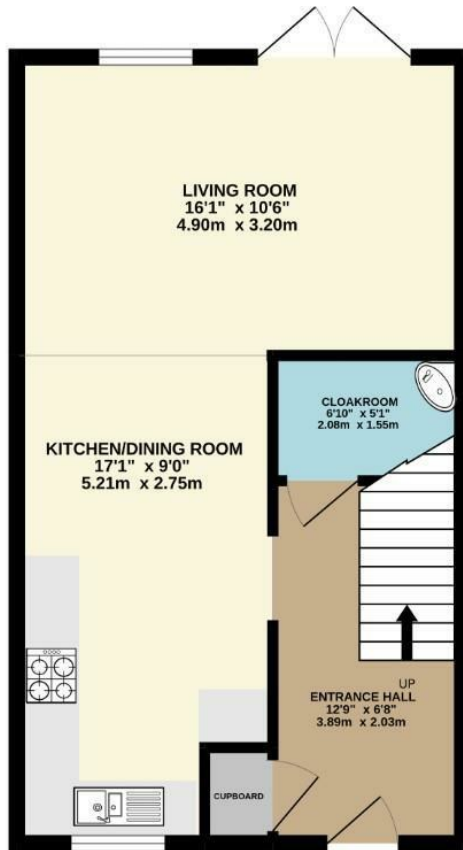 LIVING ROOM
16'1" x 10'6"
4.90m x 3.20m
CLOAKROOM
6'10" x 5'1"
2.08m x 1.55m
KITCHEN/DINING ROOM
17'1" x 9'0"
5.21m x 2.75m
UP
ENTRANCE HALL
12'9" x 6'8"
3.89m x 2.03m
CUPBOARD